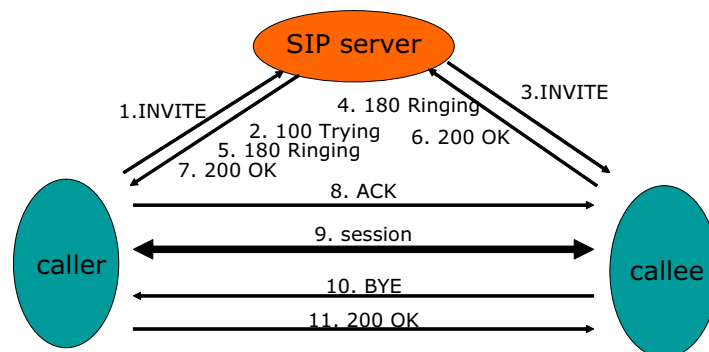 SIP server
1.INVITE
3.INVITE
4. 180 Ringing
2. 100 Trying
6. 200 OK
5. 180 Ringing
7. 200 OK
8. ACK
9. session
caller
callee
10. BYE
11. 200 OK